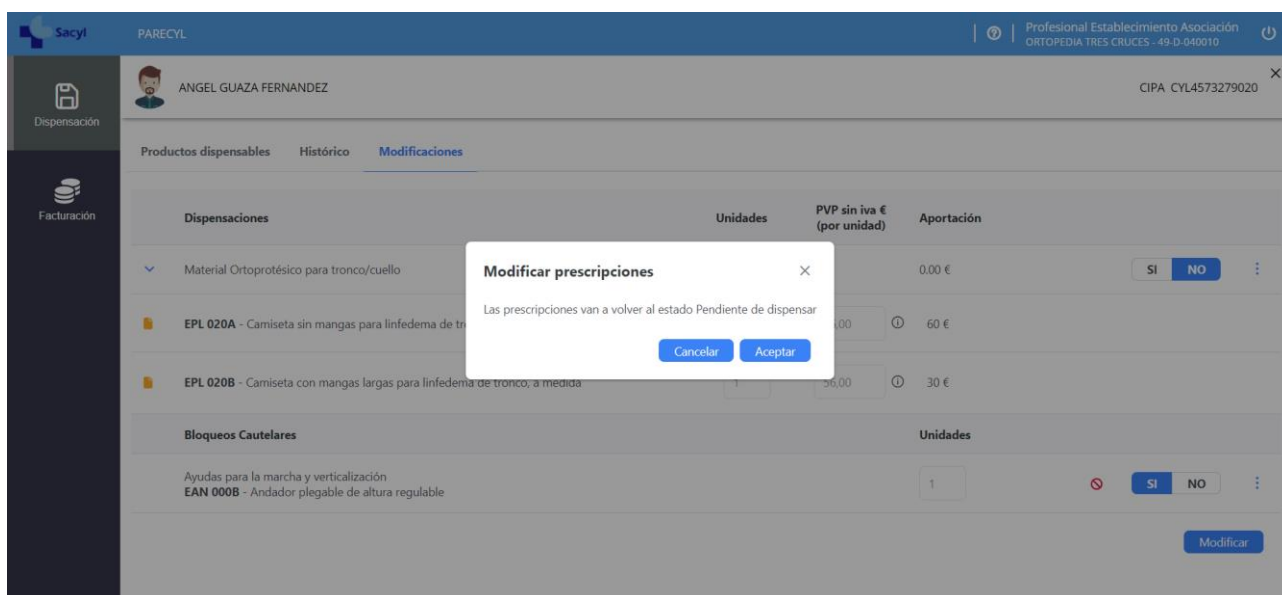 Sacyl
PARECYL
Profesional Establecimiento Asociación
ORTOPEDIA TRES CRUCES - 49-D-040010
Dispensación
ANGEL GUAZA FERNANDEZ
CIPA CYL4573279020
Productos dispensables Histórico Modificaciones
Facturación
Dispensaciones Unidades PVP sin iva € (por unidad) Aportación
Material Ortoprotésico para tronco/cuello 0.00 € SI NO
Modificar prescripciones
Las prescripciones van a volver al estado Pendiente de dispensar
Cancelar Aceptar
EPL 020A - Camiseta sin mangas para linfedema de ,00 60 €
EPL 020B - Camiseta con mangas largas para linfedema de tronco, a medida 1 56,00 30 €
Bloqueos Cautelares Unidades
Ayudas para la marcha y verticalización
EAN 000B - Andador plegable de altura regulable 1 SI NO
Modificar